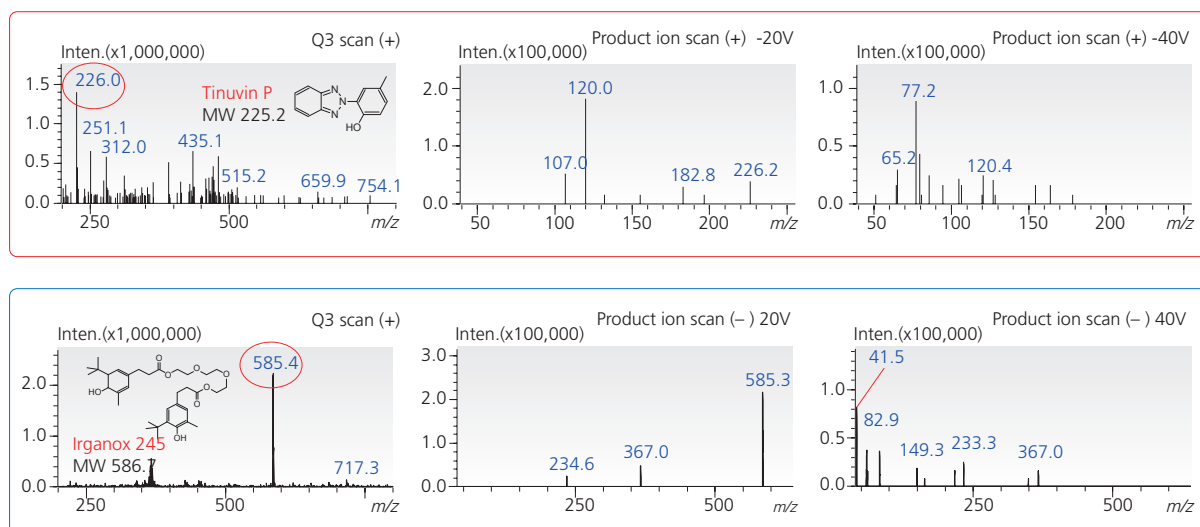 Q3 scan (+)
Inten.(x1,000,000)
1.5
1.0
0.5
0.0
226.0
251.1
312.0
435.1
515.2
659.9
754.1
Tinuvin P
MW 225.2
N
N
N
HO
250
500
m/z
Product ion scan (+) -20V
Inten.(x100,000)
2.0
1.0
0.0
120.0
107.0
182.8
226.2
50
100
150
200
m/z
Product ion scan (+) -40V
Inten.(x100,000)
1.0
0.5
0.0
77.2
65.2
120.4
50
100
150
200
m/z
Q3 scan (+)
Inten.(x1,000,000)
2.0
1.0
0.0
585.4
717.3
HO
O
O
O
O
O
O
OH
Irganox 245
MW 586.7
250
500
m/z
Product ion scan (– ) 20V
Inten.(x100,000)
3.0
2.0
1.0
0.0
585.3
367.0
234.6
250
500
m/z
Product ion scan (– ) 40V
Inten.(x100,000)
1.0
0.5
0.0
41.5
82.9
149.3
233.3
367.0
250
500
m/z